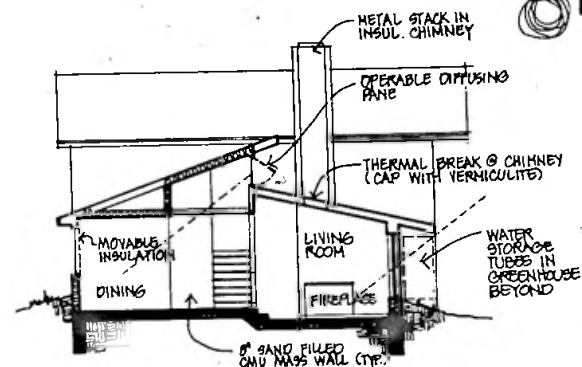 METAL STACK IN
INSUL. CHIMNEY
OPERABLE DIFFUSING
PANE
THERMAL BREAK @ CHIMNEY
(CAP WITH VERMICULITE)
MOVABLE
INSULATION
LIVING
ROOM
WATER
STORAGE
TUBES IN
GREENHOUSE
BEYOND
DINING
FIREPLACE
8" SAND FILLED
CMU MASS WALL (TYP.